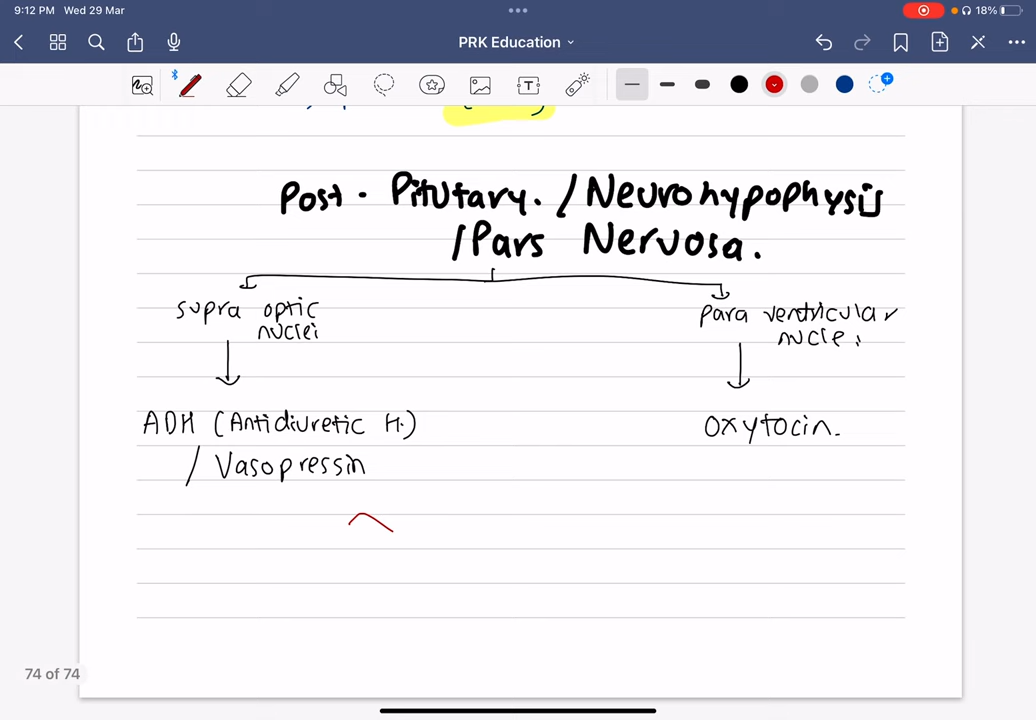 9:12 PM Wed 29 Mar
18%
PRK Education
Post. Pitutary. / Neurohypophysis
/ Pars Nervosa.
supra optic
nuclei
para ventricular
nuclei
ADH (Antidiuretic H.)
/ Vasopressin
Oxytocin.
74 of 74